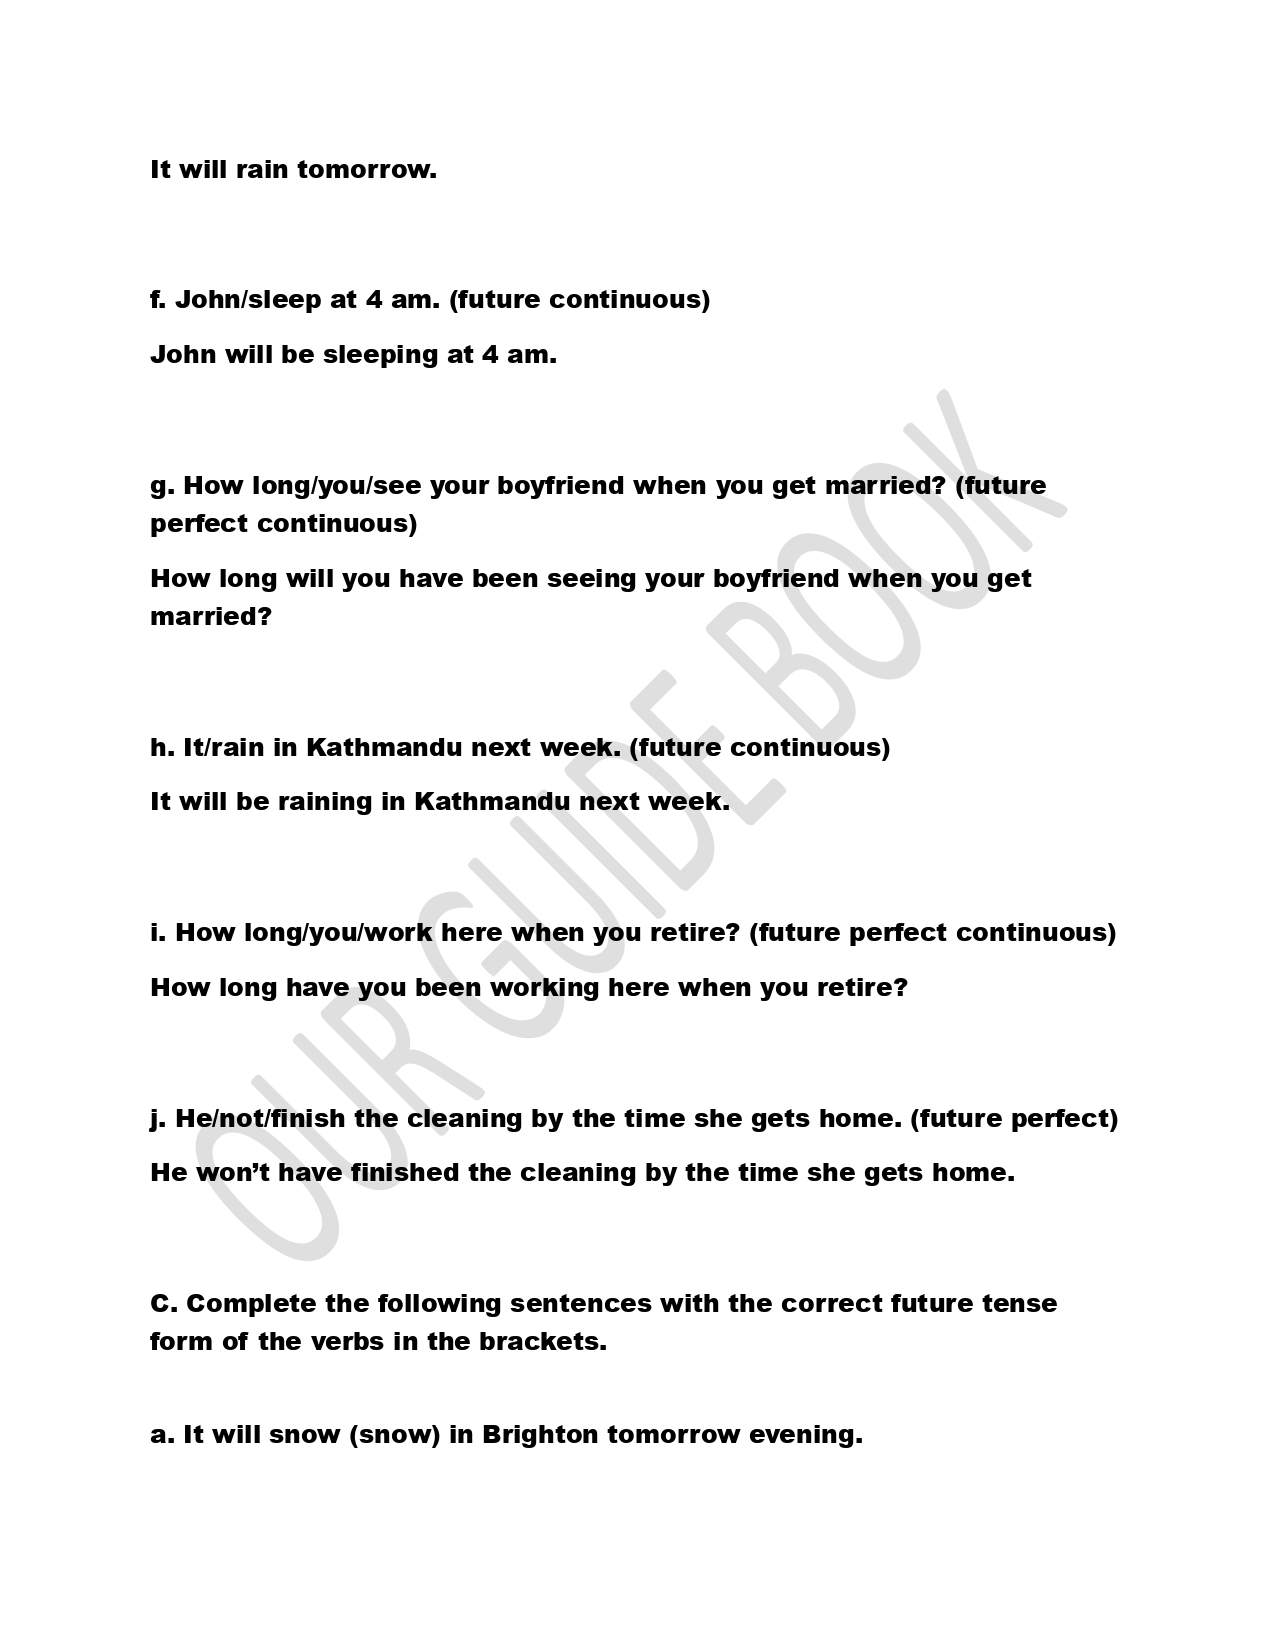 It will rain tomorrow.
f. John/sleep at 4 am. (future continuous)
John will be sleeping at 4 am.
g. How long/you/see your boyfriend when you get married? (future
perfect continuous)
How long will you have been seeing your boyfriend when you get
married?
h. It/rain in Kathmandu next week. (future continuous)
It will be raining in Kathmandu next week.
i. How long/you/work here when you retire? (future perfect continuous)
How long have you been working here when you retire?
j. He/not/finish the cleaning by the time she gets home. (future perfect)
He won’t have finished the cleaning by the time she gets home.
C. Complete the following sentences with the correct future tense
form of the verbs in the brackets.
a. It will snow (snow) in Brighton tomorrow evening.
OUR GUIDE BOOK